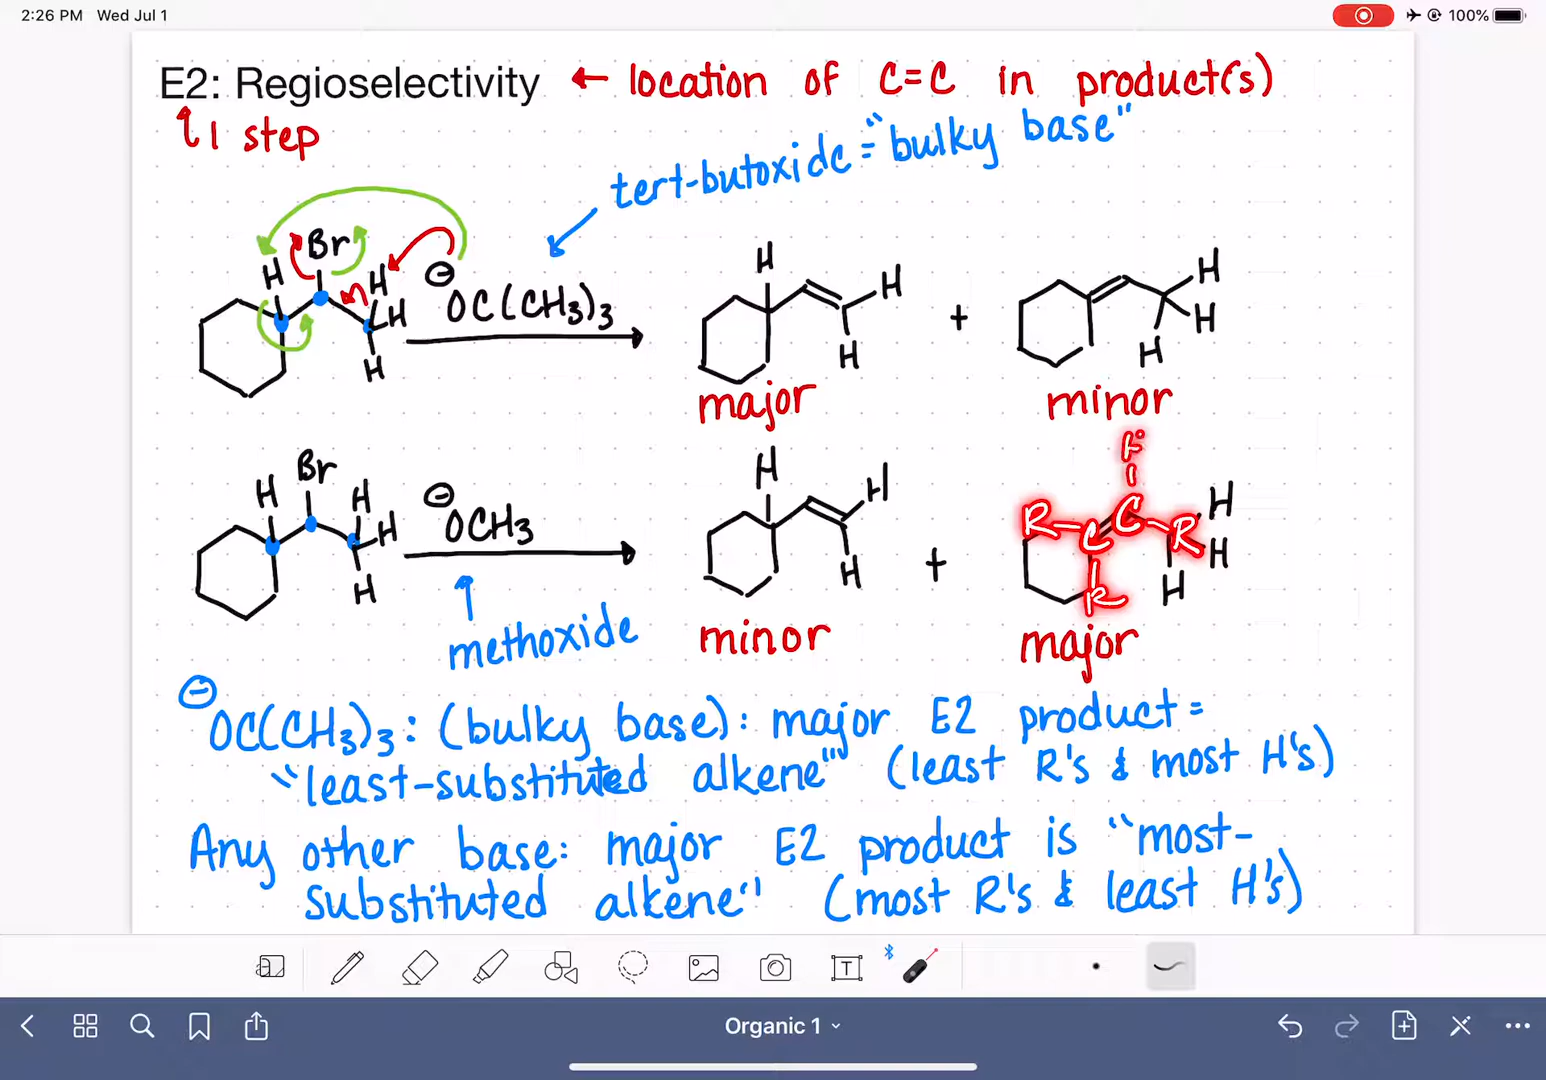 2:26 PM Wed Jul 1
100%
E2: Regioselectivity ← location of C=C in product(s)
↑ 1 step
tert-butoxide = "bulky base"
Br
H
H
H
H
⊖
OC(CH3)3
H
H
H
+
H
H
H
major
minor
Br
H
H
H
H
⊖
OCH3
H
H
H
+
R
C
C
R
R
H
H
H
methoxide
minor
major
⊖
OC(CH3)3: (bulky base): major E2 product =
"least-substituted alkene" (least R's & most H's)
Any other base: major E2 product is "most-
substituted alkene" (most R's & least H's)
T
Organic 1